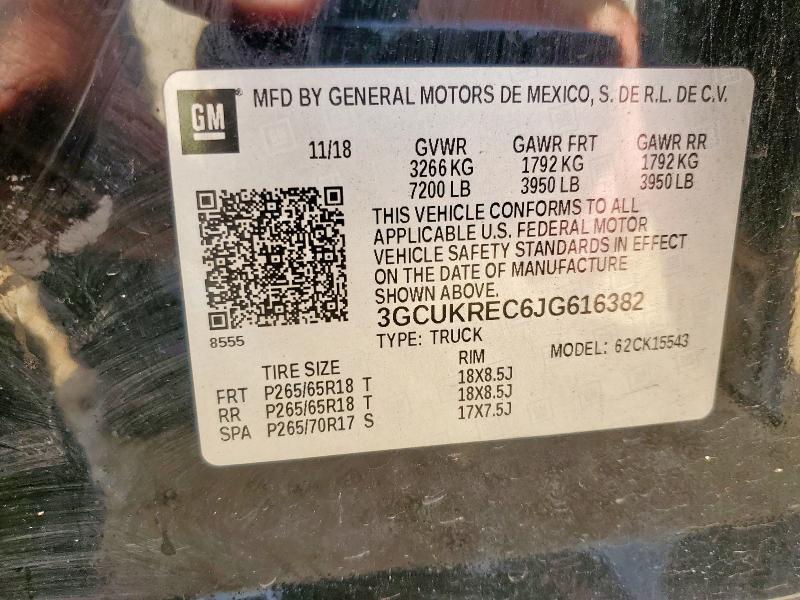 GM® MFD BY GENERAL MOTORS DE MEXICO, S. DE R.L. DE C.V.
11/18 GVWR GAWR FRT GAWR RR
3266 KG 1792 KG 1792 KG
7200 LB 3950 LB 3950 LB
THIS VEHICLE CONFORMS TO ALL
APPLICABLE U.S. FEDERAL MOTOR
VEHICLE SAFETY STANDARDS IN EFFECT
ON THE DATE OF MANUFACTURE
SHOWN ABOVE.
3GCUKREC6JG616382
8555 TYPE: TRUCK MODEL: 62CK15543
TIRE SIZE RIM
FRT P265/65R18 T 18X8.5J
RR P265/65R18 T 18X8.5J
SPA P265/70R17 S 17X7.5J